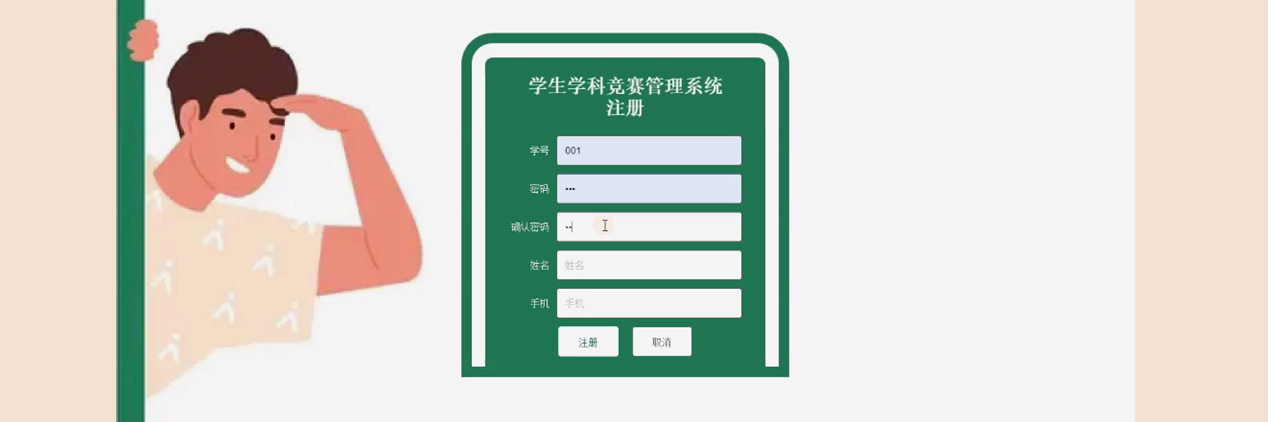 学生学科竞赛管理系统
注册
学号 001
密码 •••
确认密码 ••
姓名 姓名
手机 手机
注册 取消